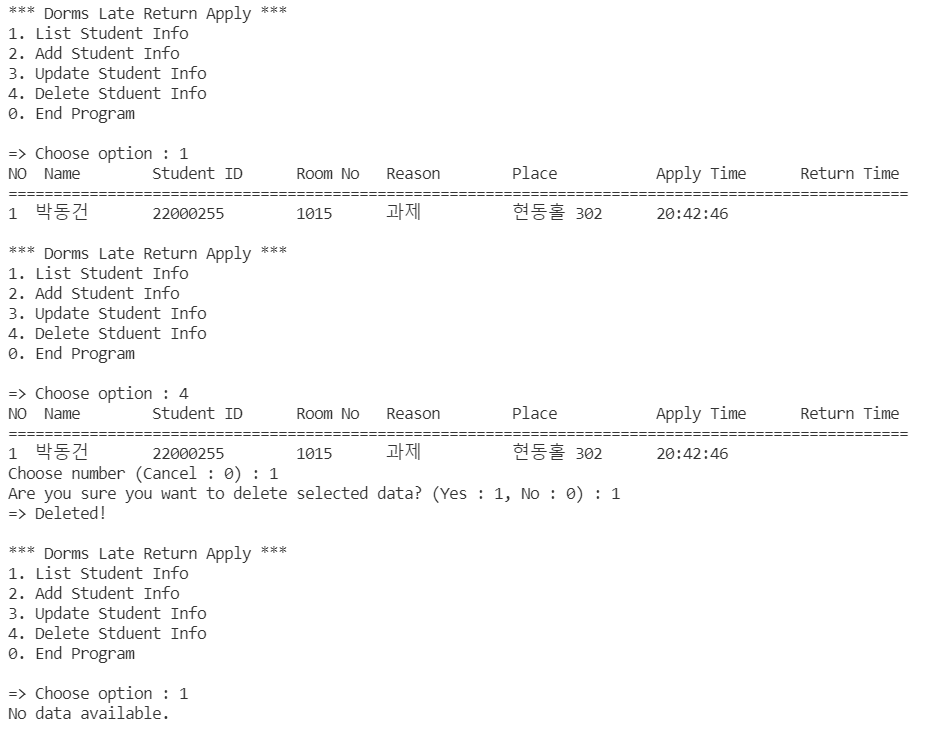 *** Dorms Late Return Apply ***
1. List Student Info
2. Add Student Info
3. Update Student Info
4. Delete Stduent Info
0. End Program
=> Choose option : 1
NO  Name        Student ID      Room No   Reason        Place           Apply Time      Return Time
====================================================================================================
1  박동건       22000255        1015      과제          현동홀 302      20:42:46
*** Dorms Late Return Apply ***
1. List Student Info
2. Add Student Info
3. Update Student Info
4. Delete Stduent Info
0. End Program
=> Choose option : 4
NO  Name        Student ID      Room No   Reason        Place           Apply Time      Return Time
====================================================================================================
1  박동건       22000255        1015      과제          현동홀 302      20:42:46
Choose number (Cancel : 0) : 1
Are you sure you want to delete selected data? (Yes : 1, No : 0) : 1
=> Deleted!
*** Dorms Late Return Apply ***
1. List Student Info
2. Add Student Info
3. Update Student Info
4. Delete Stduent Info
0. End Program
=> Choose option : 1
No data available.